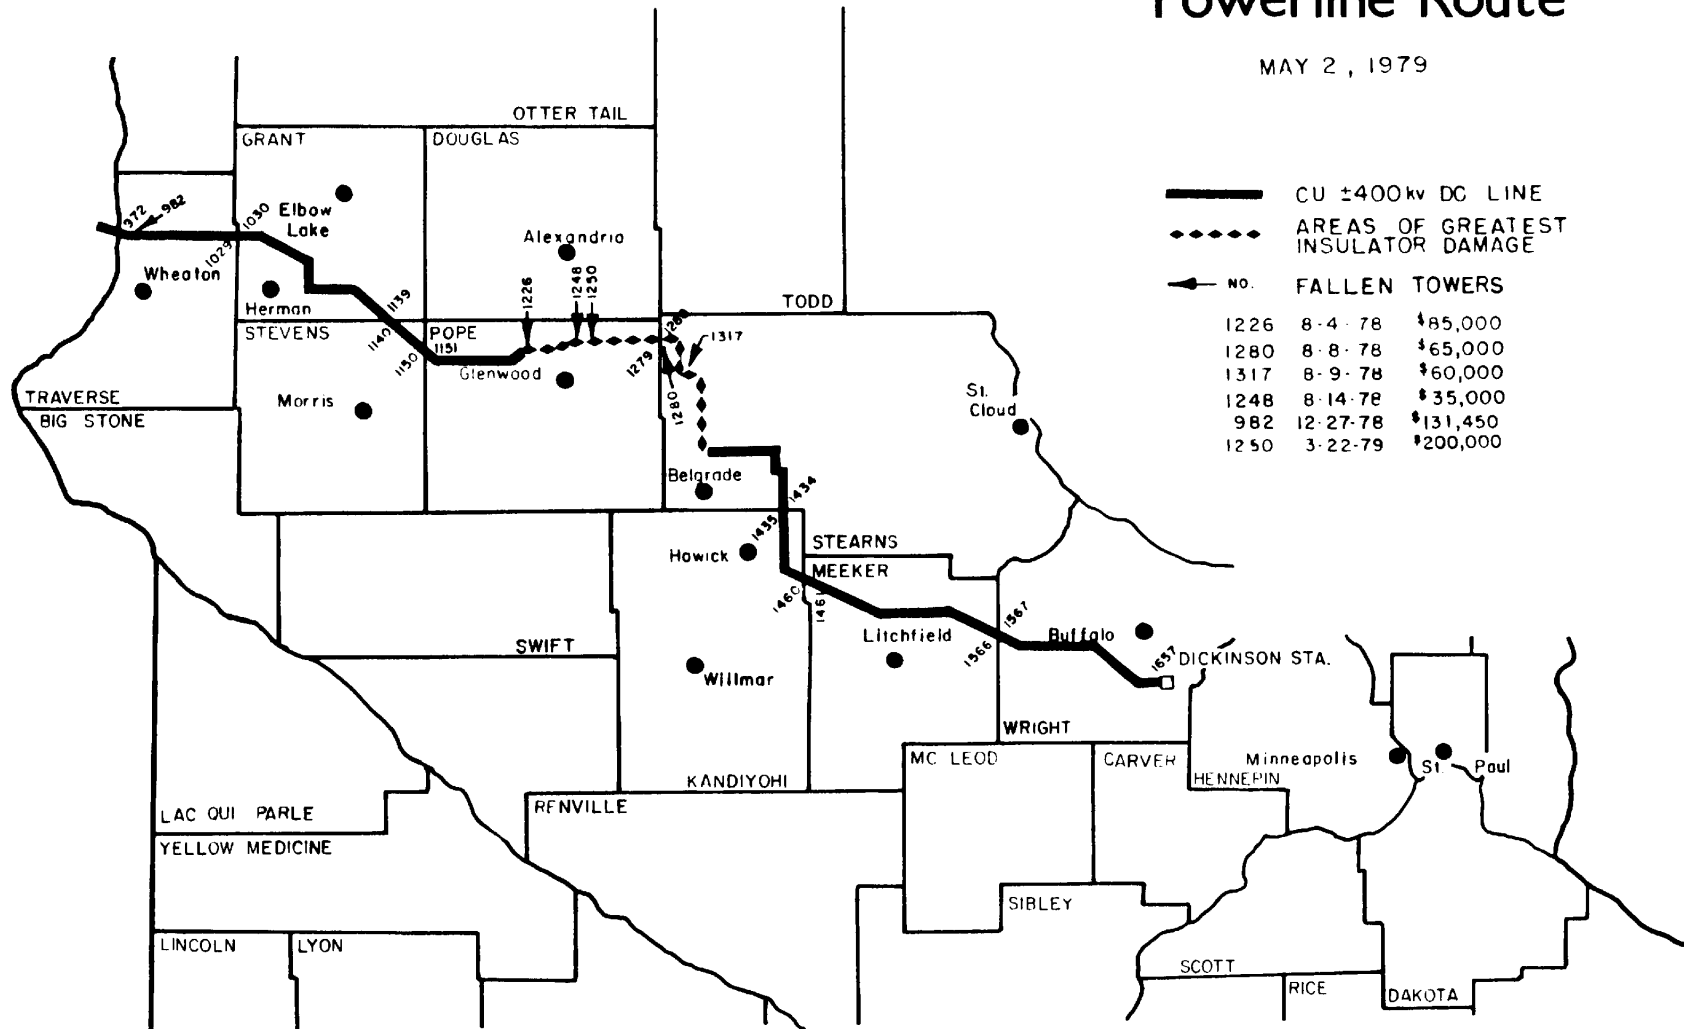 Powerline Route
MAY 2, 1979
CU ±400kv DC LINE
AREAS OF GREATEST
INSULATOR DAMAGE
NO. FALLEN TOWERS
1226 8-4-78 $85,000
1280 8-8-78 $65,000
1317 8-9-78 $60,000
1248 8-14-78 $35,000
982 12-27-78 $131,450
1250 3-22-79 $200,000
OTTER TAIL
GRANT
DOUGLAS
972
982
1030
1029
Elbow
Lake
Alexandria
Wheaton
Herman
1226
1248
1250
1139
1140
1150
1151
STEVENS
POPE
TODD
1279
1280
1317
Glenwood
Morris
TRAVERSE
BIG STONE
St.
Cloud
Belgrade
1434
1435
Hawick
STEARNS
MEEKER
1460
1461
Litchfield
1567
1566
Buffalo
1657
DICKINSON STA.
SWIFT
Willmar
WRIGHT
MC LEOD
CARVER
HENNEPIN
Minneapolis
St. Paul
KANDIYOHI
RENVILLE
LAC QUI PARLE
YELLOW MEDICINE
SIBLEY
LINCOLN
LYON
SCOTT
RICE
DAKOTA